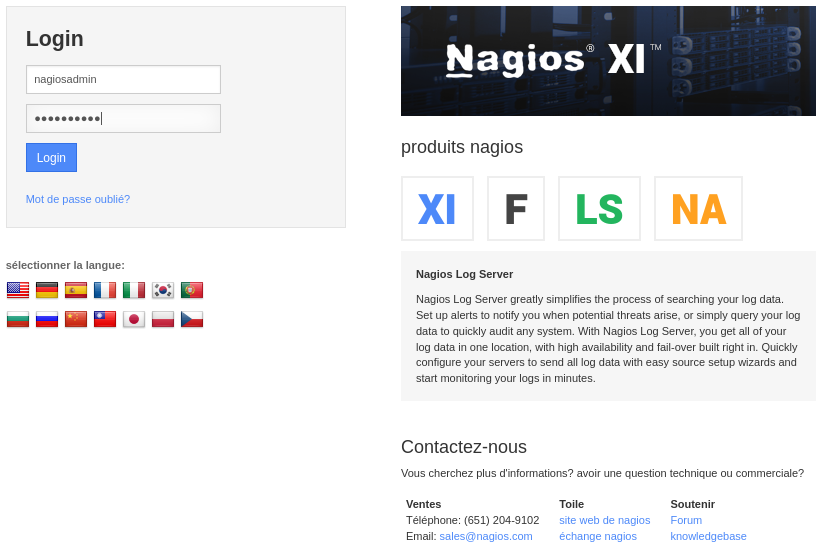 Login
nagiosadmin
●●●●●●●●●●
Login
Mot de passe oublié?
sélectionner la langue:
Nagios® XI™
produits nagios
XI F LS NA
Nagios Log Server
Nagios Log Server greatly simplifies the process of searching your log data.
Set up alerts to notify you when potential threats arise, or simply query your log
data to quickly audit any system. With Nagios Log Server, you get all of your
log data in one location, with high availability and fail-over built right in. Quickly
configure your servers to send all log data with easy source setup wizards and
start monitoring your logs in minutes.
Contactez-nous
Vous cherchez plus d'informations? avoir une question technique ou commerciale?
Ventes Toile Soutenir
Téléphone: (651) 204-9102 site web de nagios Forum
Email: sales@nagios.com échange nagios knowledgebase